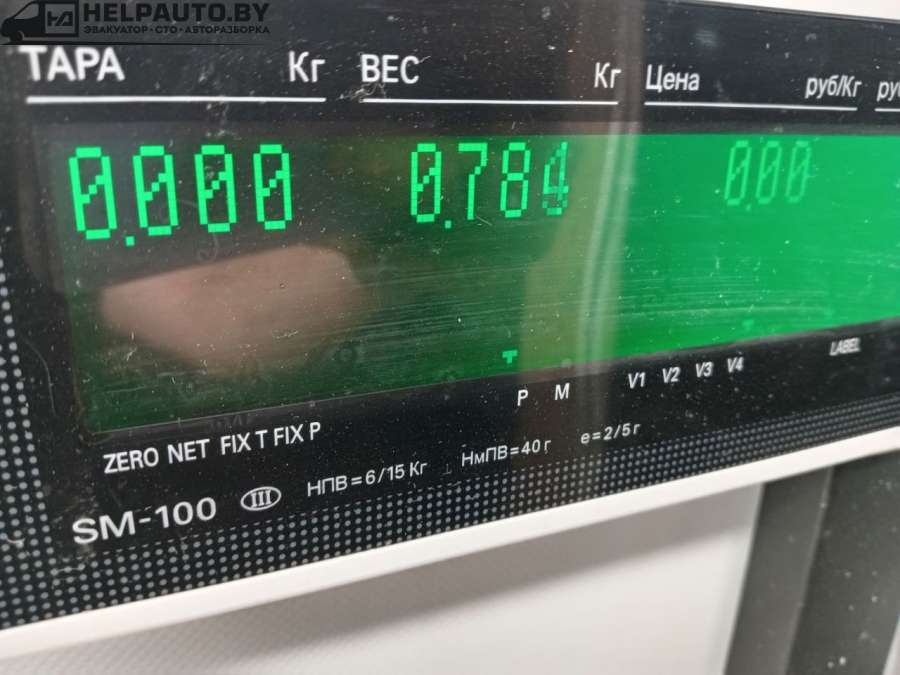 HELPAUTO.BY
ЭВАКУАТОР·СТО·АВТОРАЗБОРКА
ТАРА Кг ВЕС Кг Цена руб/Кг
0.000 0.784 0.00
P M V1 V2 V3 V4 LABEL
ZERO NET FIX T FIX P
SM-100 III НПВ=6/15 Кг НмПВ=40 г e=2/5 г